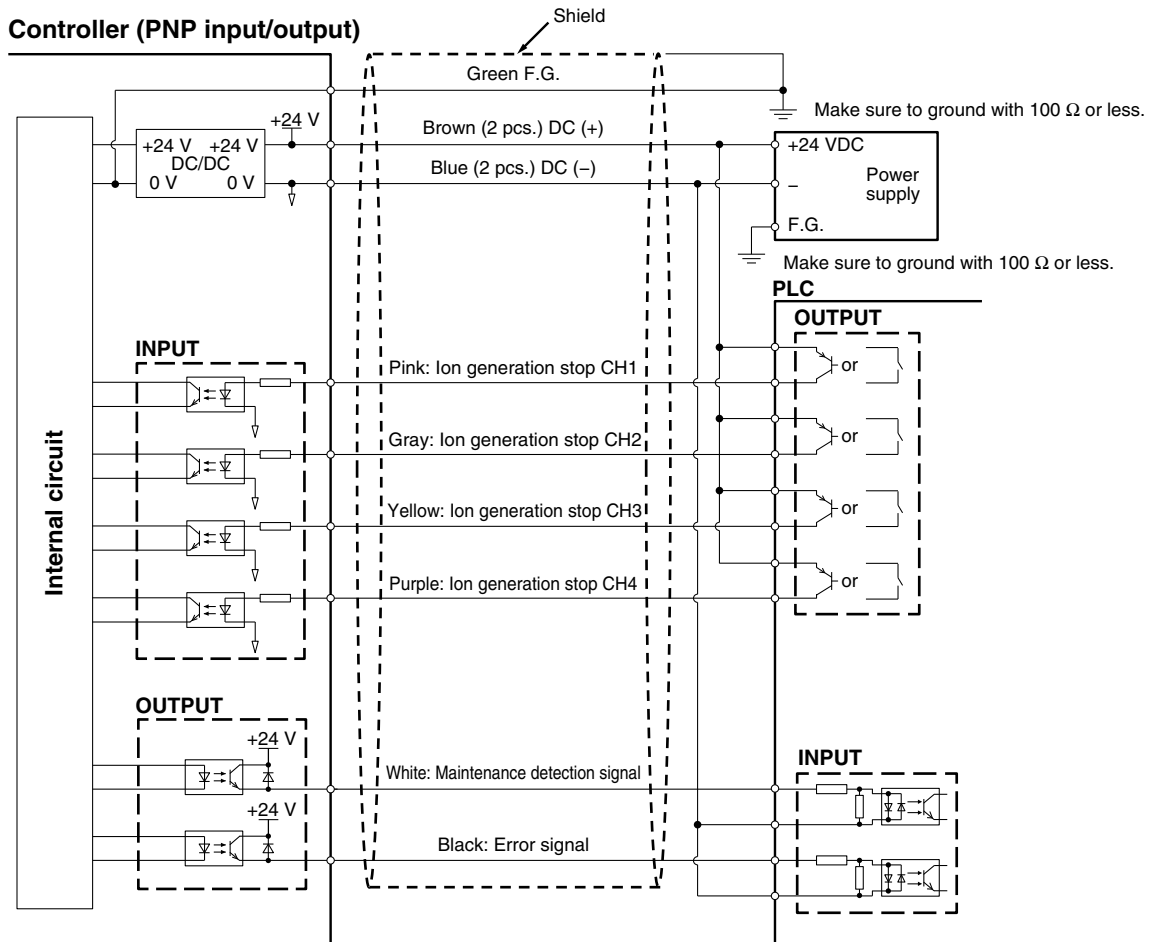 Controller (PNP input/output)
Shield
Green F.G.
Make sure to ground with 100 Ω or less.
+24 V
Brown (2 pcs.) DC (+)
+24 VDC
+24 V +24 V
DC/DC
0 V 0 V
Blue (2 pcs.) DC (−)
–
Power
supply
F.G.
Make sure to ground with 100 Ω or less.
PLC
OUTPUT
INPUT
Pink: Ion generation stop CH1
or
Gray: Ion generation stop CH2
or
Internal circuit
Yellow: Ion generation stop CH3
or
Purple: Ion generation stop CH4
or
OUTPUT
+24 V
INPUT
White: Maintenance detection signal
+24 V
Black: Error signal